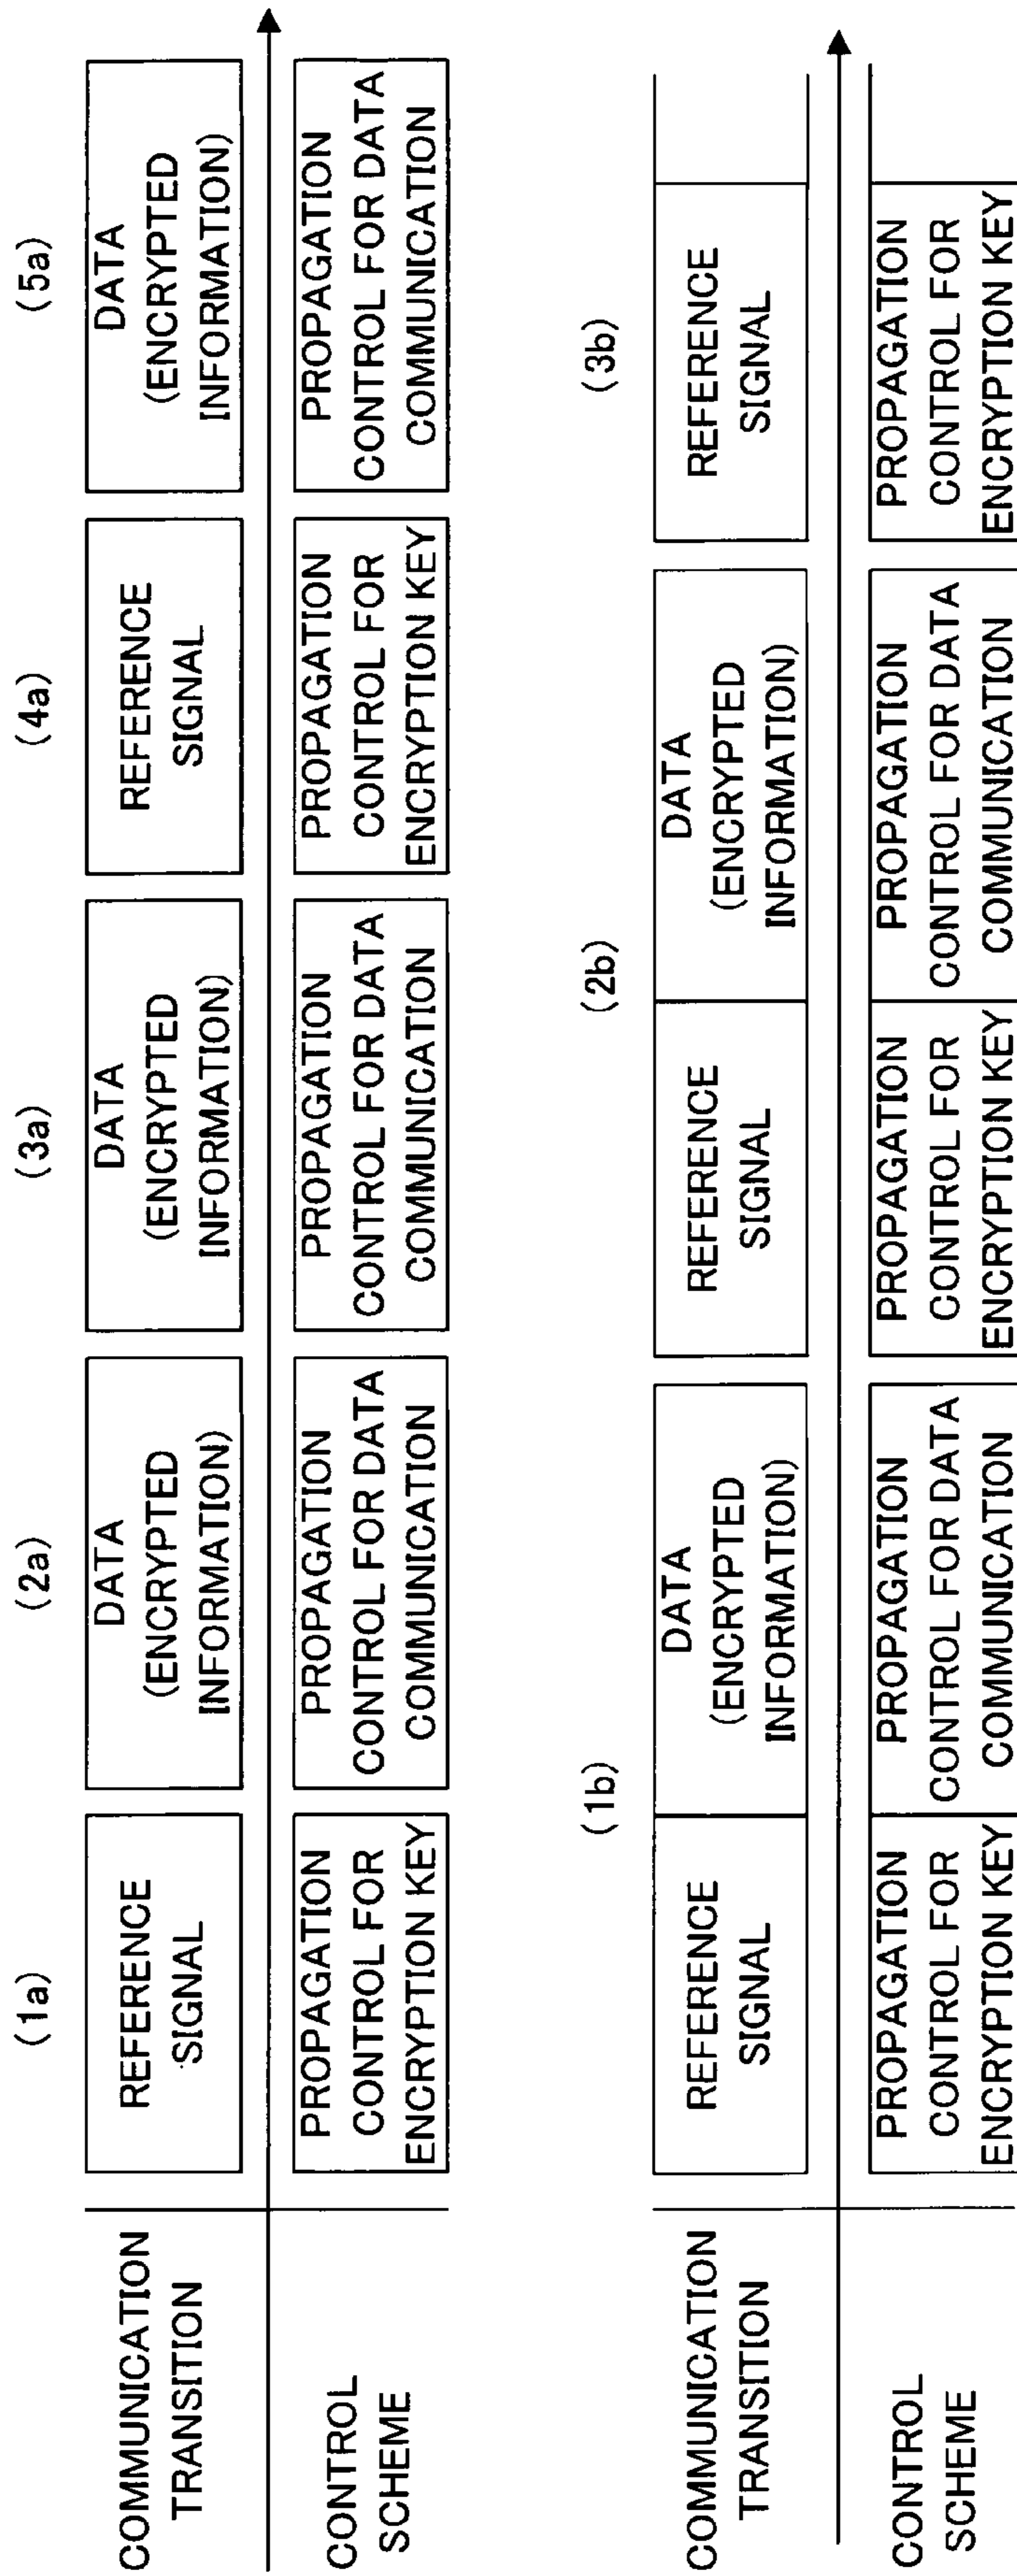 (1a)
(2a)
(3a)
(4a)
(5a)
COMMUNICATION
TRANSITION
REFERENCE
SIGNAL
DATA
(ENCRYPTED
INFORMATION)
DATA
(ENCRYPTED
INFORMATION)
REFERENCE
SIGNAL
DATA
(ENCRYPTED
INFORMATION)
CONTROL
SCHEME
PROPAGATION
CONTROL FOR
ENCRYPTION KEY
PROPAGATION
CONTROL FOR DATA
COMMUNICATION
PROPAGATION
CONTROL FOR DATA
COMMUNICATION
PROPAGATION
CONTROL FOR
ENCRYPTION KEY
PROPAGATION
CONTROL FOR DATA
COMMUNICATION
(1b)
(2b)
(3b)
COMMUNICATION
TRANSITION
REFERENCE
SIGNAL
DATA
(ENCRYPTED
INFORMATION)
REFERENCE
SIGNAL
DATA
(ENCRYPTED
INFORMATION)
REFERENCE
SIGNAL
CONTROL
SCHEME
PROPAGATION
CONTROL FOR
ENCRYPTION KEY
PROPAGATION
CONTROL FOR DATA
COMMUNICATION
PROPAGATION
CONTROL FOR
ENCRYPTION KEY
PROPAGATION
CONTROL FOR DATA
COMMUNICATION
PROPAGATION
CONTROL FOR
ENCRYPTION KEY